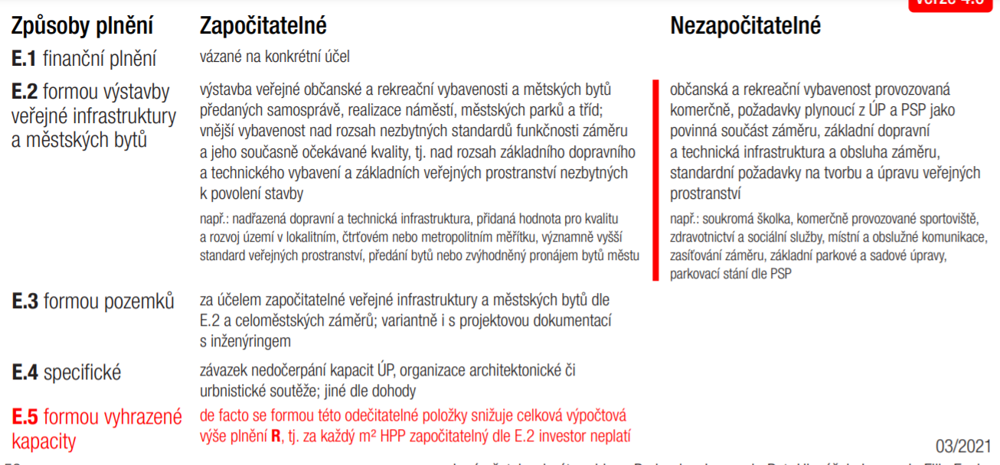 verze 4.0
Způsoby plnění
Započitatelné
Nezapočitatelné
E.1 finanční plnění
vázané na konkrétní účel
E.2 formou výstavby
veřejné infrastruktury
a městských bytů
výstavba veřejné občanské a rekreační vybavenosti a mětských bytů
předaných samosprávě, realizace náměstí, městských parků a tříd;
vnější vybavenost nad rozsah nezbytných standardů funkčnosti záměru
a jeho současně očekávané kvality, tj. nad rozsah základního dopravního
a technického vybavení a základních veřejných prostranství nezbytných
k povolení stavby
např.: nadřazená dopravní a technická infrastruktura, přidaná hodnota pro kvalitu
a rozvoj území v lokalitním, čtrťovém nebo metropolitním měřítku, významně vyšší
standard veřejných prostranství, předání bytů nebo zvýhodněný pronájem bytů městu
občanská a rekreační vybavenost provozovaná
komerčně, požadavky plynoucí z ÚP a PSP jako
povinná součást záměru, základní dopravní
a technická infrastruktura a obsluha záměru,
standardní požadavky na tvorbu a úpravu veřejných
prostranství
např.: soukromá školka, komerčně provozované sportoviště,
zdravotnictví a sociální služby, místní a obslužné komunikace,
zasíťování záměru, základní parkové a sadové úpravy,
parkovací stání dle PSP
E.3 formou pozemků
za účelem započitatelné veřejné infrastruktury a městských bytů dle
E.2 a celoměstských záměrů; variantně i s projektovou dokumentací
s inženýringem
E.4 specifické
závazek nedočerpání kapacit ÚP, organizace architektonické či
urbnistické soutěže; jiné dle dohody
E.5 formou vyhrazené
kapacity
de facto se formou této odečitatelné položky snižuje celková výpočtová
výše plnění R, tj. za každý m² HPP započitatelný dle E.2 investor neplatí
03/2021